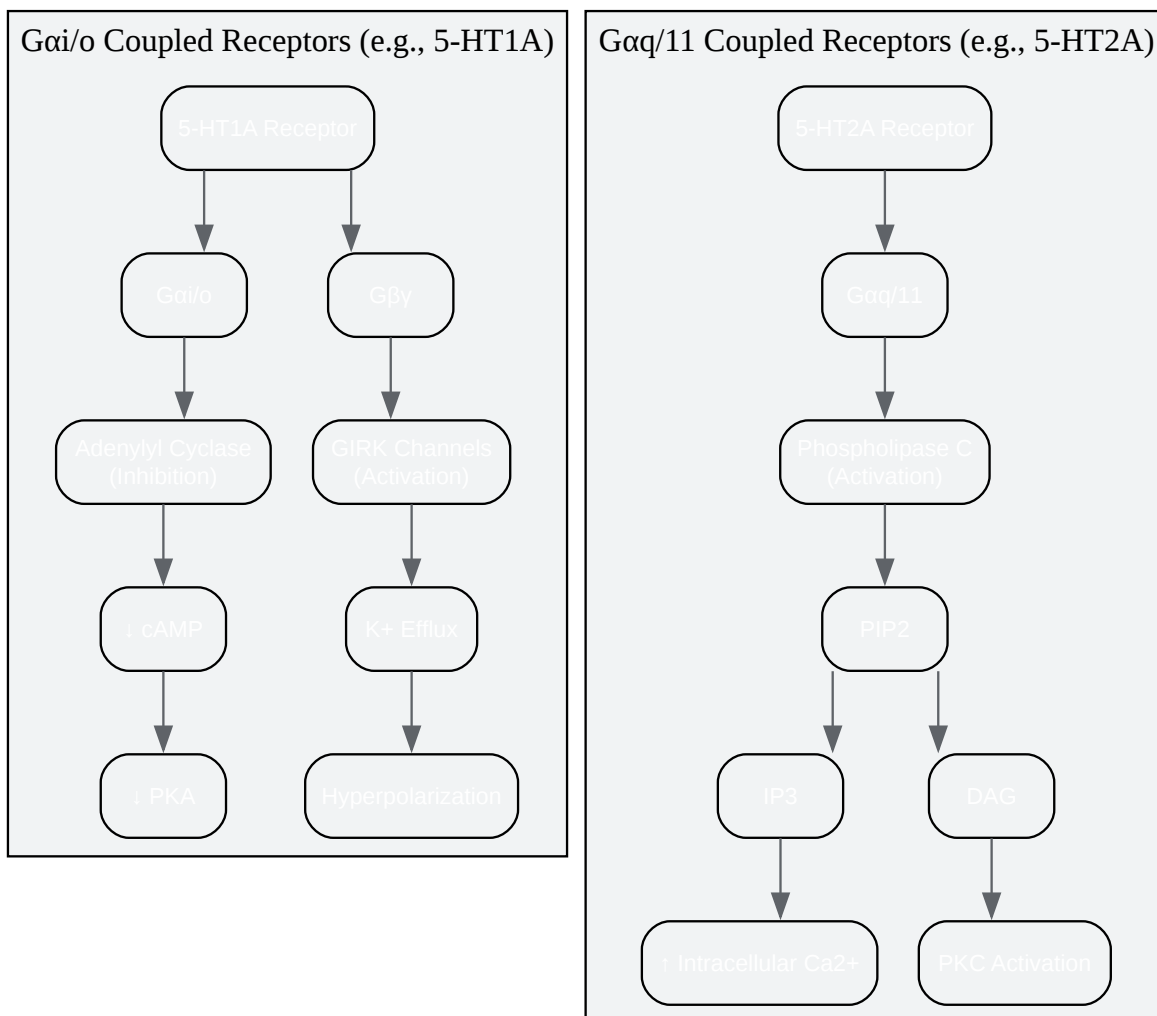 Gαi/o Coupled Receptors (e.g., 5-HT1A)
5-HT1A Receptor
Gαi/o
Gβγ
Adenylyl Cyclase
(Inhibition)
GIRK Channels
(Activation)
↓ cAMP
K+ Efflux
↓ PKA
Hyperpolarization
Gαq/11 Coupled Receptors (e.g., 5-HT2A)
5-HT2A Receptor
Gαq/11
Phospholipase C
(Activation)
PIP2
IP3
DAG
↑ Intracellular Ca2+
PKC Activation